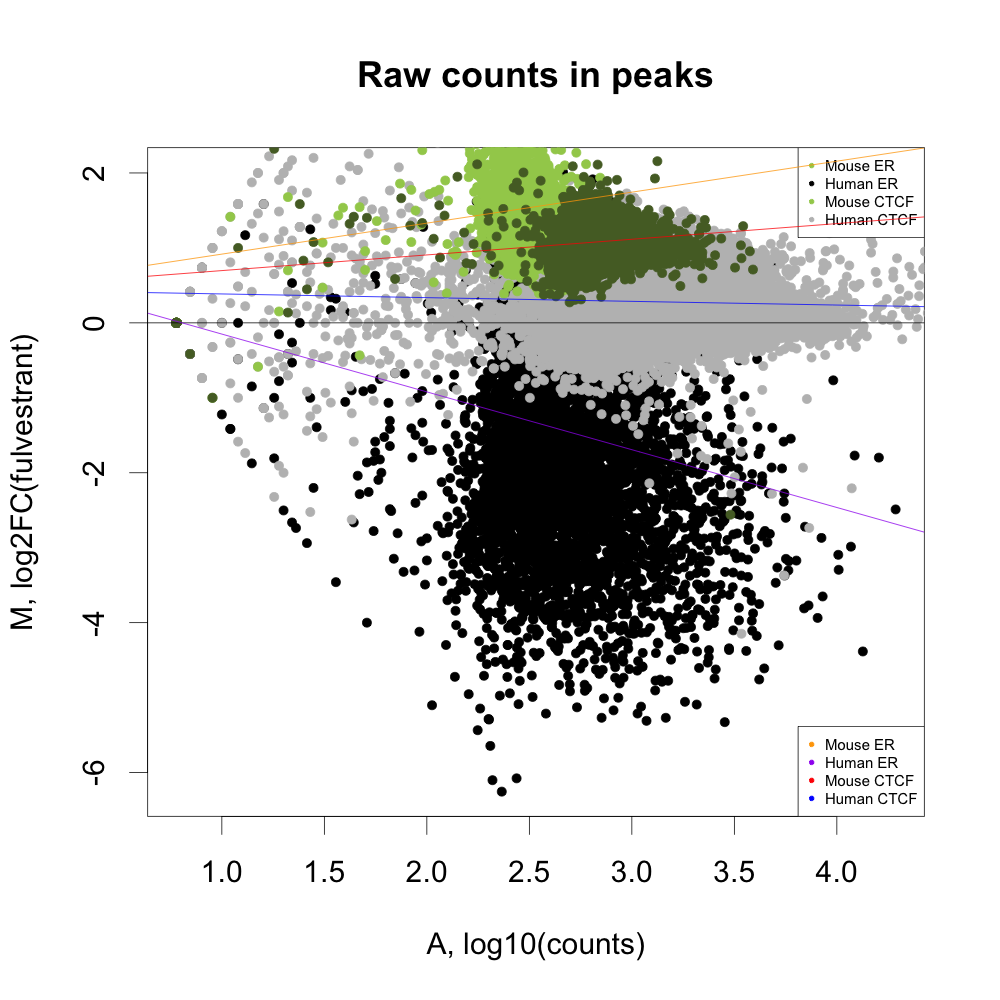 Raw counts in peaks
M, log2FC(fulvestrant)
2
0
-2
-4
-6
Mouse ER
Human ER
Mouse CTCF
Human CTCF
Mouse ER
Human ER
Mouse CTCF
Human CTCF
1.0 1.5 2.0 2.5 3.0 3.5 4.0
A, log10(counts)